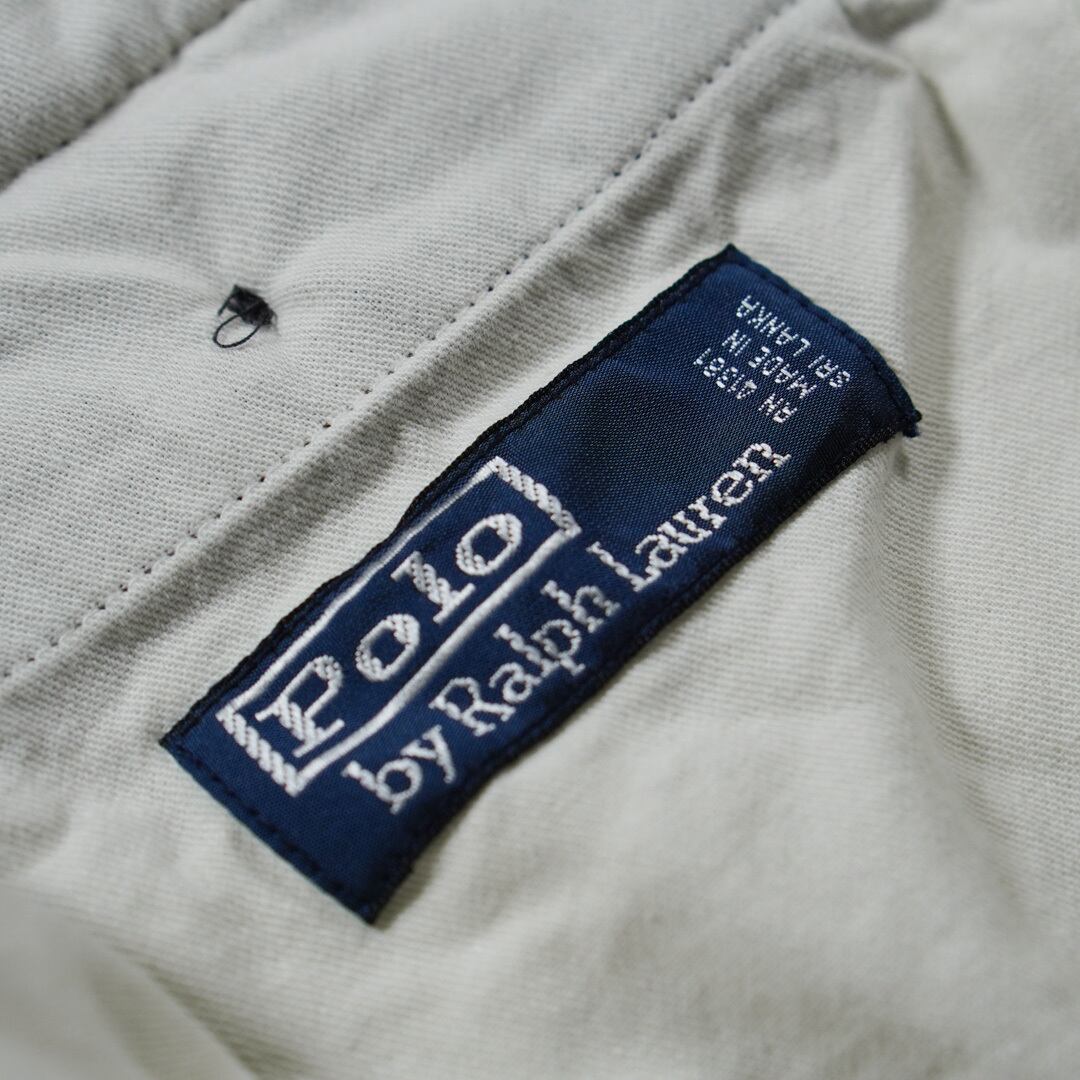 Polo
by Ralph Lauren
RN 41381
MADE IN
SRI LANKA